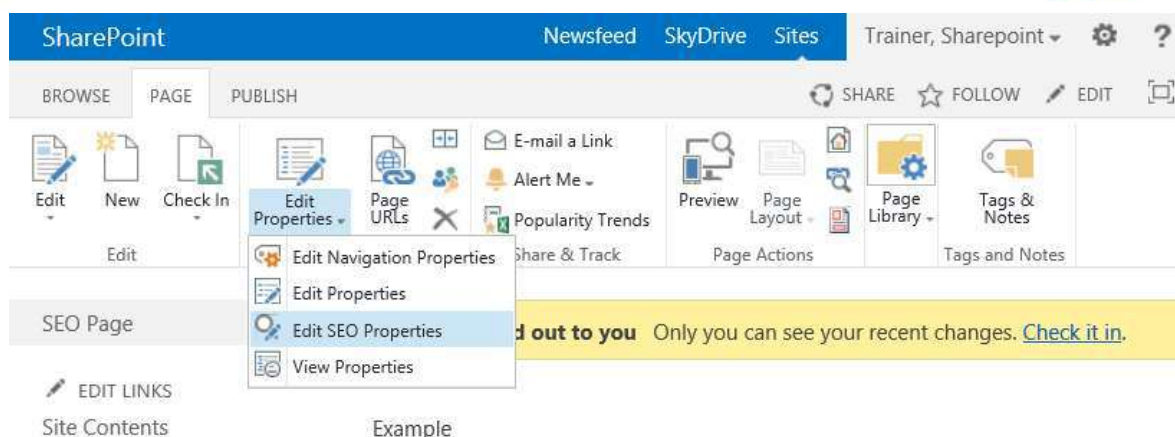 SharePoint Newsfeed SkyDrive Sites Trainer, Sharepoint ?
BROWSE PAGE PUBLISH SHARE FOLLOW EDIT
Edit New Check In Edit Properties Page URLs E-mail a Link Preview Page Layout Page Library Tags & Notes
Alert Me
Popularity Trends
Edit Share & Track Page Actions Tags and Notes
Edit Navigation Properties
Edit Properties
Edit SEO Properties
View Properties
SEO Page
d out to you Only you can see your recent changes. Check it in.
EDIT LINKS
Site Contents Example